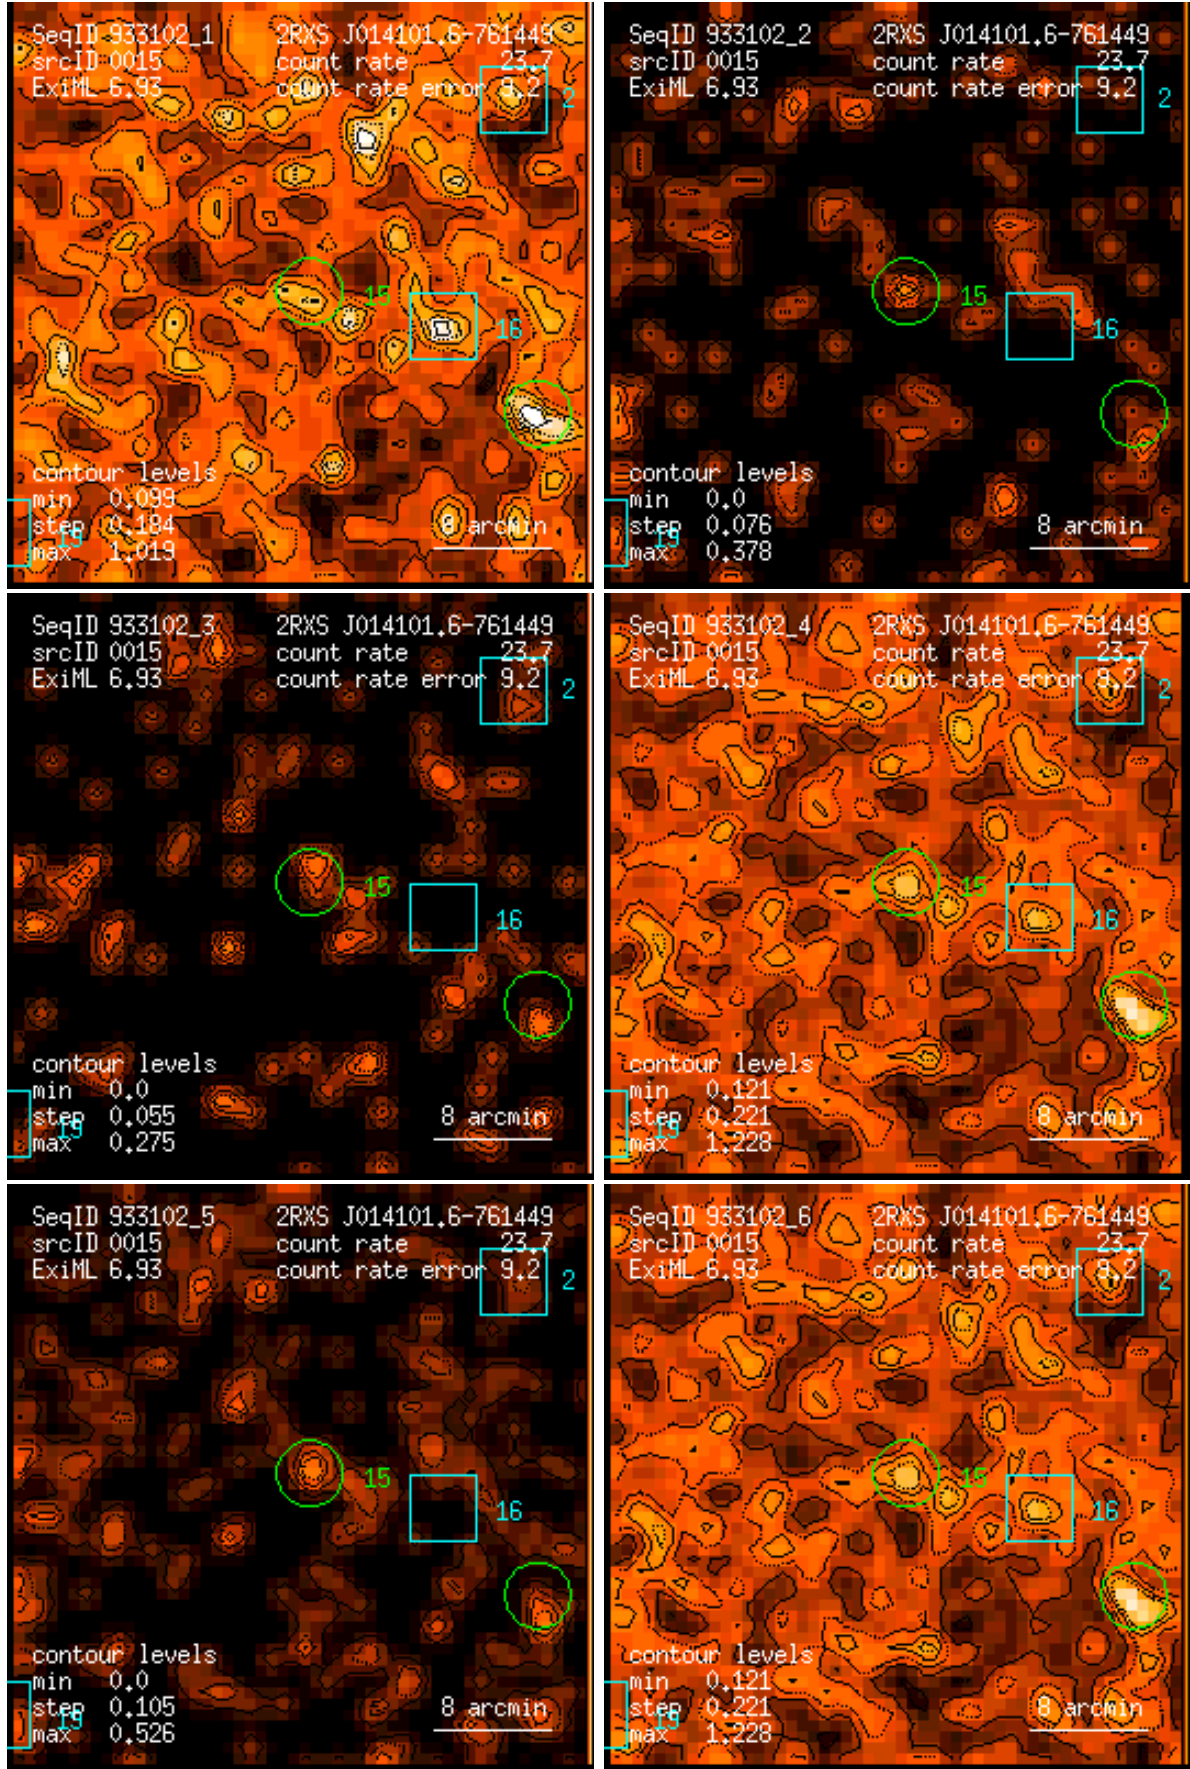 SeqID 933102_1 2RXS J014101.6-761449
srcID 0015 count rate 23.7
ExiML 6.93 count rate error 9.2
2
15
16
contour levels
min 0.099
step 0.184
max 1.019
19
8 arcmin
SeqID 933102_2 2RXS J014101.6-761449
srcID 0015 count rate 23.7
ExiML 6.93 count rate error 9.2
2
15
16
contour levels
min 0.0
step 0.076
max 0.378
19
8 arcmin
SeqID 933102_3 2RXS J014101.6-761449
srcID 0015 count rate 23.7
ExiML 6.93 count rate error 9.2
2
15
16
contour levels
min 0.0
step 0.055
max 0.275
19
8 arcmin
SeqID 933102_4 2RXS J014101.6-761449
srcID 0015 count rate 23.7
ExiML 6.93 count rate error 9.2
2
15
16
contour levels
min 0.121
step 0.221
max 1.228
19
8 arcmin
SeqID 933102_5 2RXS J014101.6-761449
srcID 0015 count rate 23.7
ExiML 6.93 count rate error 9.2
2
15
16
contour levels
min 0.0
step 0.105
max 0.526
19
8 arcmin
SeqID 933102_6 2RXS J014101.6-761449
srcID 0015 count rate 23.7
ExiML 6.93 count rate error 9.2
2
15
16
contour levels
min 0.121
step 0.221
max 1.228
19
8 arcmin